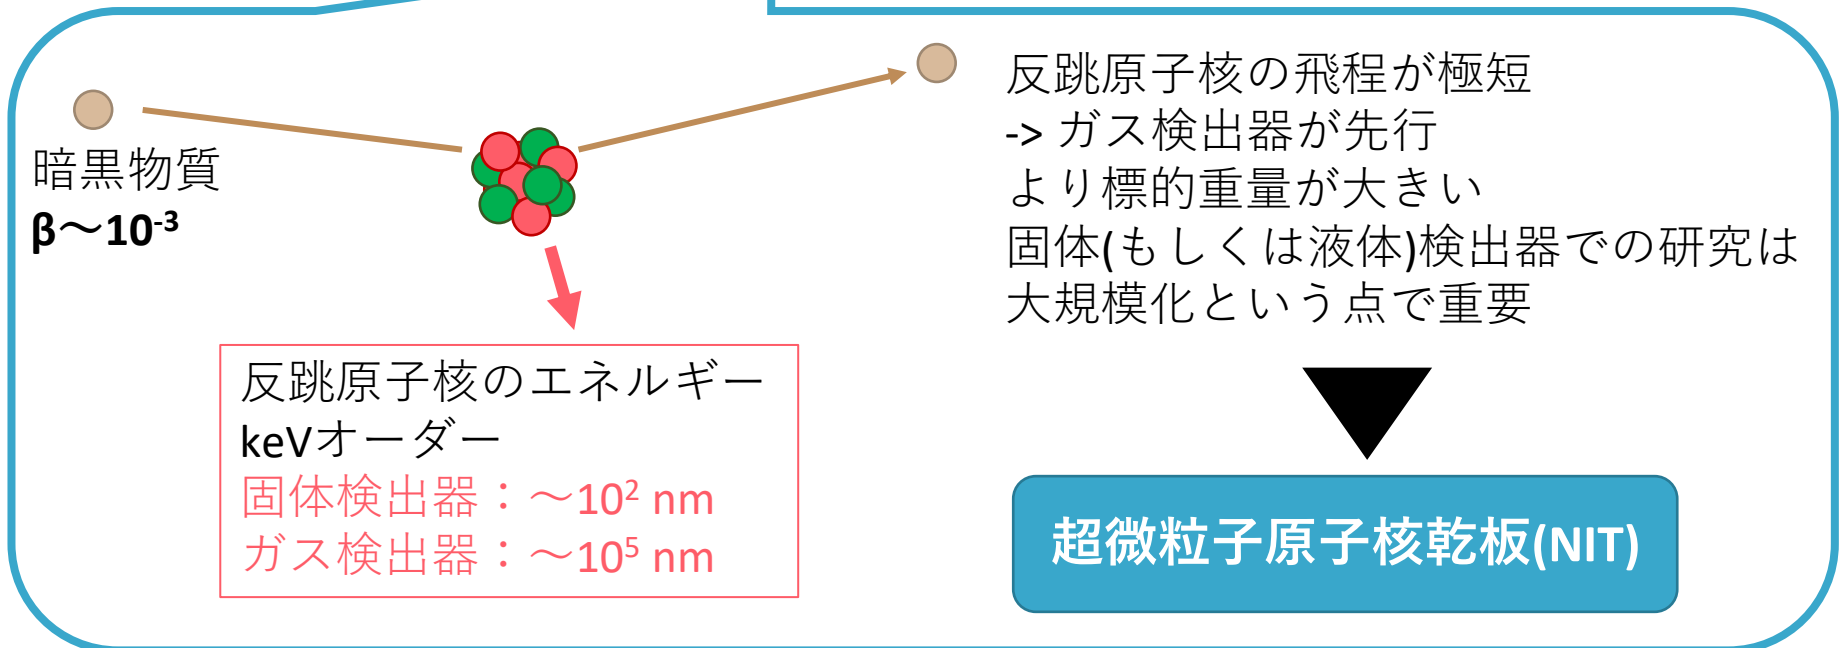 暗黒物質
β～10⁻³
反跳原子核のエネルギー
keVオーダー
固体検出器：～10² nm
ガス検出器：～10⁵ nm
反跳原子核の飛程が極短
-> ガス検出器が先行
より標的重量が大きい
固体(もしくは液体)検出器での研究は
大規模化という点で重要
超微粒子原子核乾板(NIT)